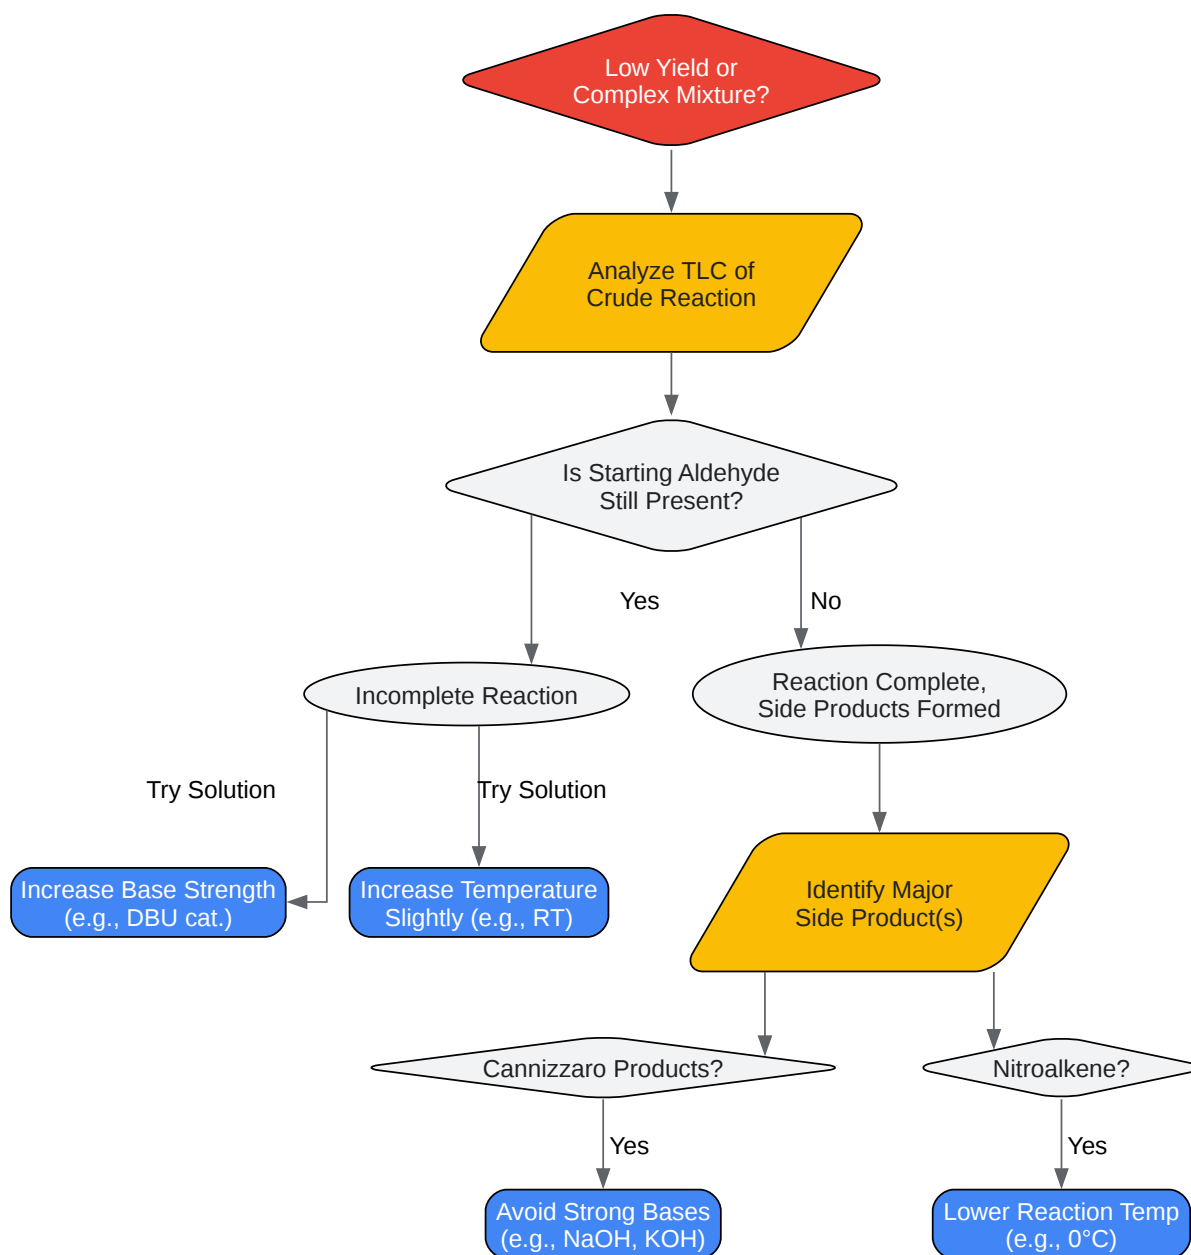 Low Yield or
Complex Mixture?
Analyze TLC of
Crude Reaction
Is Starting Aldehyde
Still Present?
Yes
No
Incomplete Reaction
Reaction Complete,
Side Products Formed
Try Solution
Try Solution
Increase Base Strength
(e.g., DBU cat.)
Increase Temperature
Slightly (e.g., RT)
Identify Major
Side Product(s)
Cannizzaro Products?
Nitroalkene?
Yes
Yes
Avoid Strong Bases
(e.g., NaOH, KOH)
Lower Reaction Temp
(e.g., 0°C)